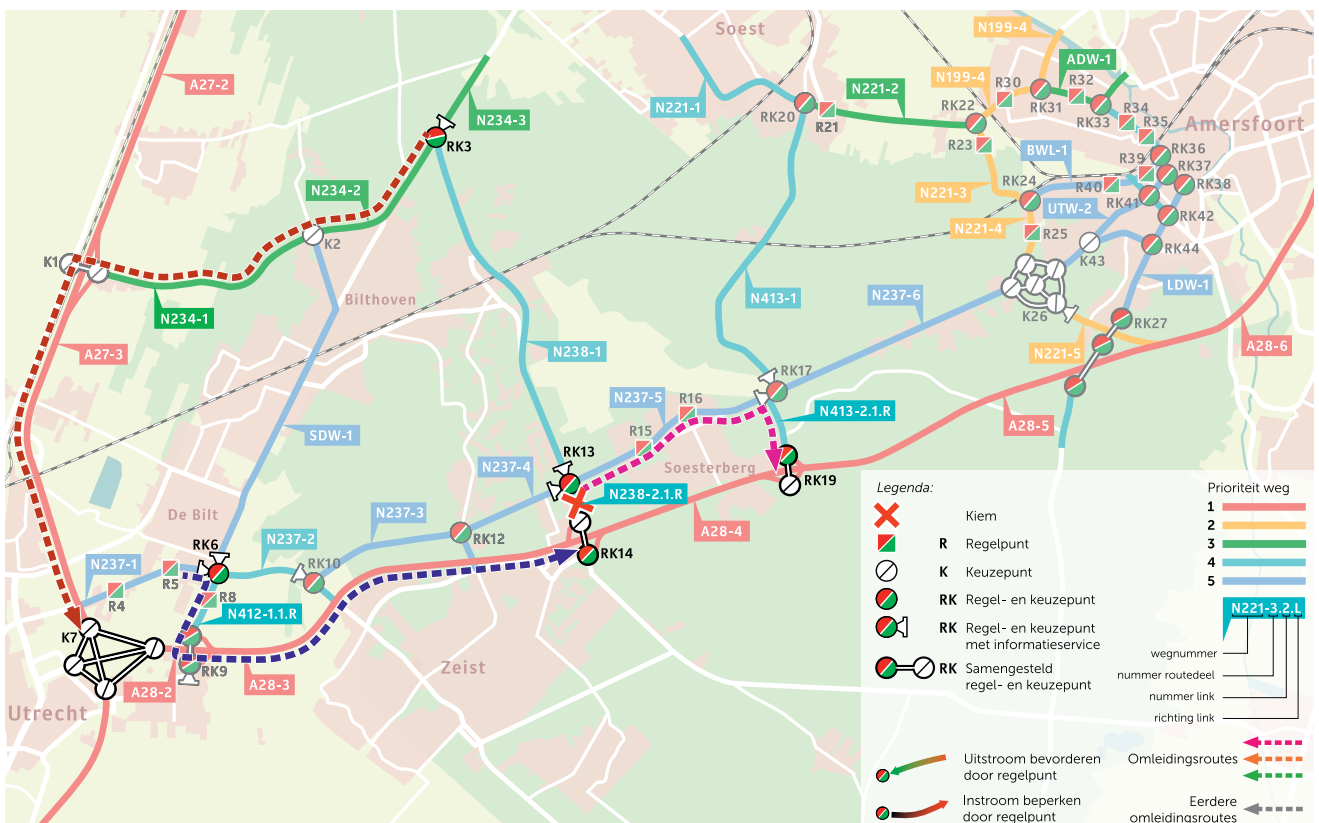 Soest
N199-4
A27-2
N199-4
ADW-1
R30
R32
N221-1
N221-2
RK22
RK31
RK33
R34
R35
RK20
R21
N234-3
Amersfoort
RK3
R23
BWL-1
RK36
R39
RK37
RK38
N234-2
N221-3
RK24
R40
RK41
UTW-2
RK42
N221-4
R25
K2
K1
K43
RK44
LDW-1
Bilthoven
N413-1
N237-6
K26
RK27
N234-1
A27-3
N238-1
N221-5
A28-6
RK17
N237-5
R16
N413-2.1.R
A28-5
SDW-1
R15
RK13
N237-4
Soesterberg
RK19
N238-2.1.R
De Bilt
N237-3
A28-4
RK6
N237-2
RK10
RK12
RK14
N237-1
R5
R4
R8
N412-1.1.R
K7
RK9
Zeist
A28-2
A28-3
Utrecht
Legenda:
Kiem
R Regelpunt
K Keuzepunt
RK Regel- en keuzepunt
RK Regel- en keuzepunt
met informatieservice
RK Samengesteld
regel- en keuzepunt
Uitstroom bevorderen
door regelpunt
Instroom beperken
door regelpunt
Prioriteit weg
1
2
3
4
5
N221-3.2.L
wegnummer
nummer routedeel
nummer link
richting link
Omleidingsroutes
Eerdere
omleidingsroutes